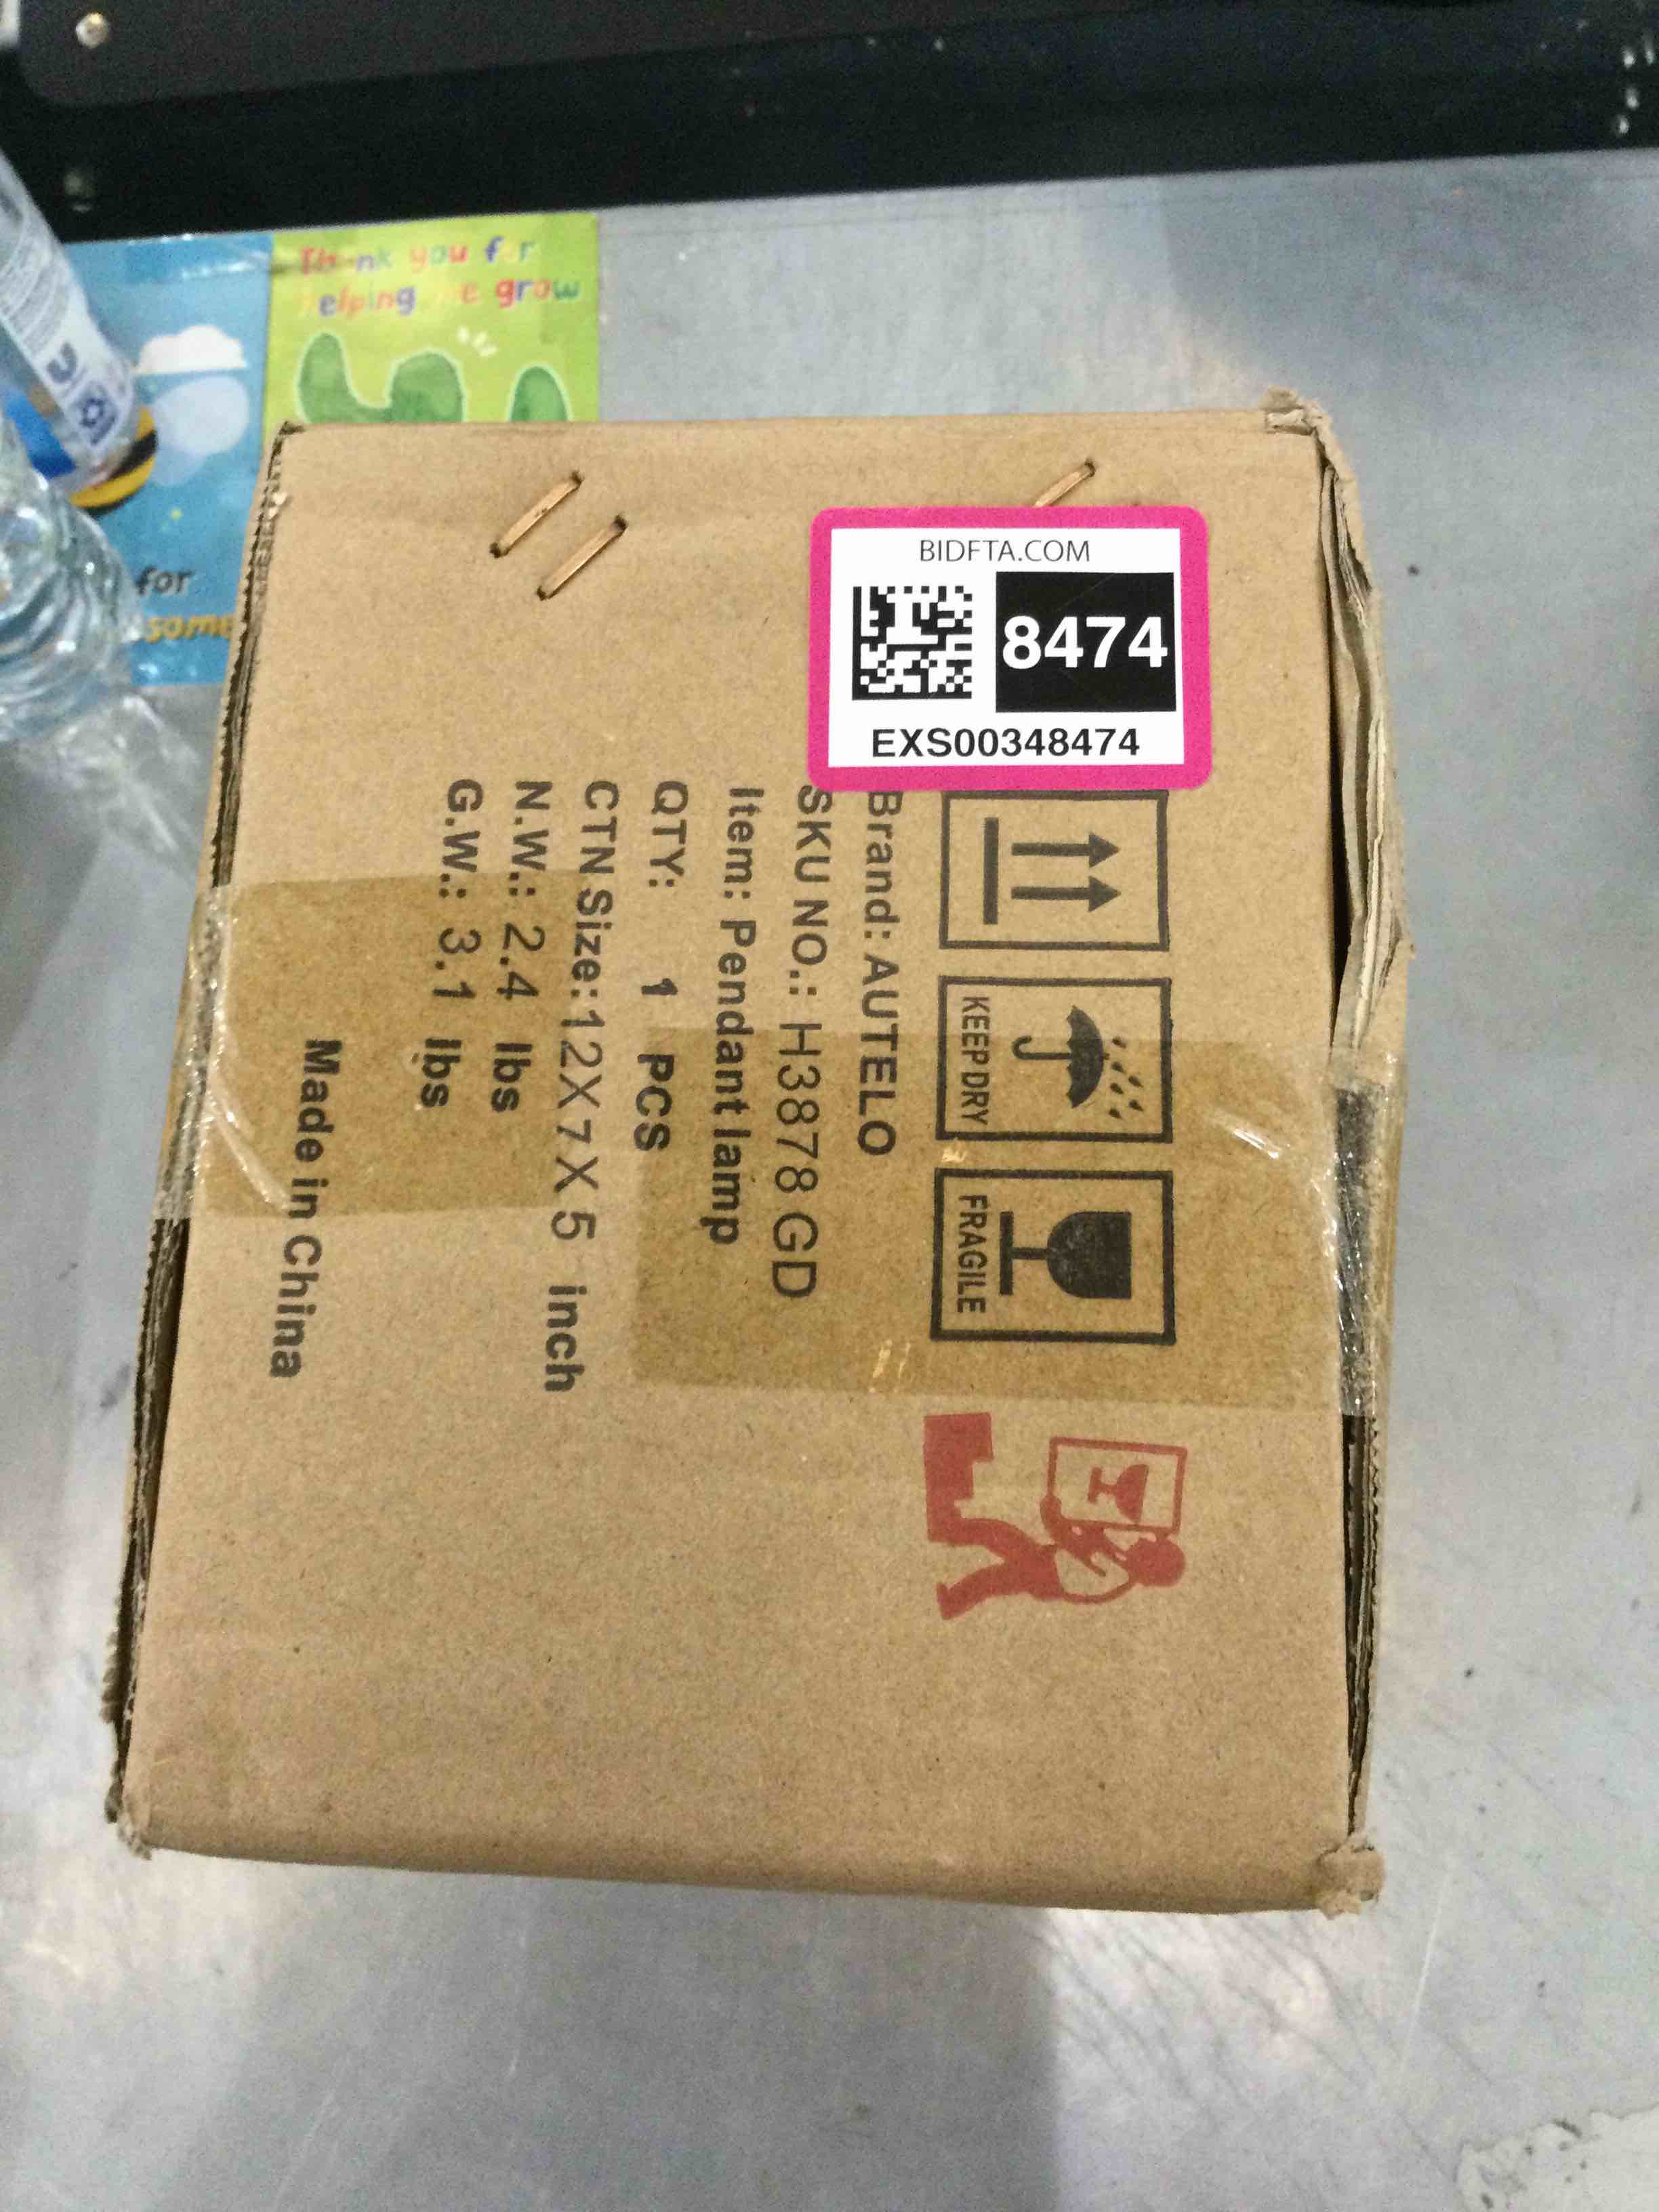 Thank you for
helping me grow
for
some
BIDFTA.COM
8474
EXS00348474
KEEP DRY
FRAGILE
Brand: AUTELO
SKU NO.: H3878 GD
Item: Pendant lamp
QTY: 1 PCS
CTN Size:12X7X5 inch
N.W.: 2.4 lbs
G.W.: 3.1 lbs
Made in China